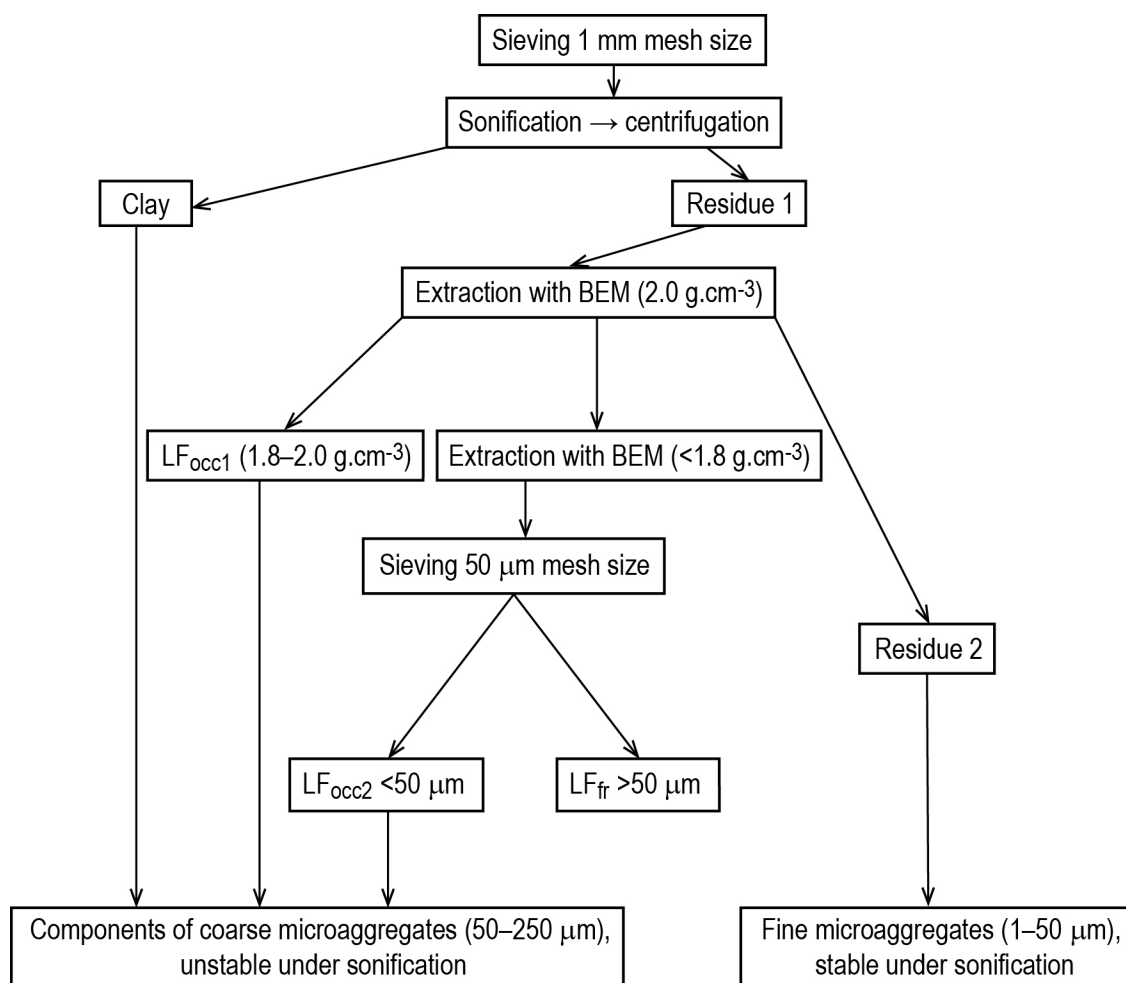 Sieving 1 mm mesh size
Sonification → centrifugation
Clay
Residue 1
Extraction with BEM (2.0 g.cm-3)
LFocc1 (1.8–2.0 g.cm-3)
Extraction with BEM (<1.8 g.cm-3)
Sieving 50 μm mesh size
Residue 2
LFocc2 <50 μm
LFfr >50 μm
Components of coarse microaggregates (50–250 μm),
unstable under sonification
Fine microaggregates (1–50 μm),
stable under sonification